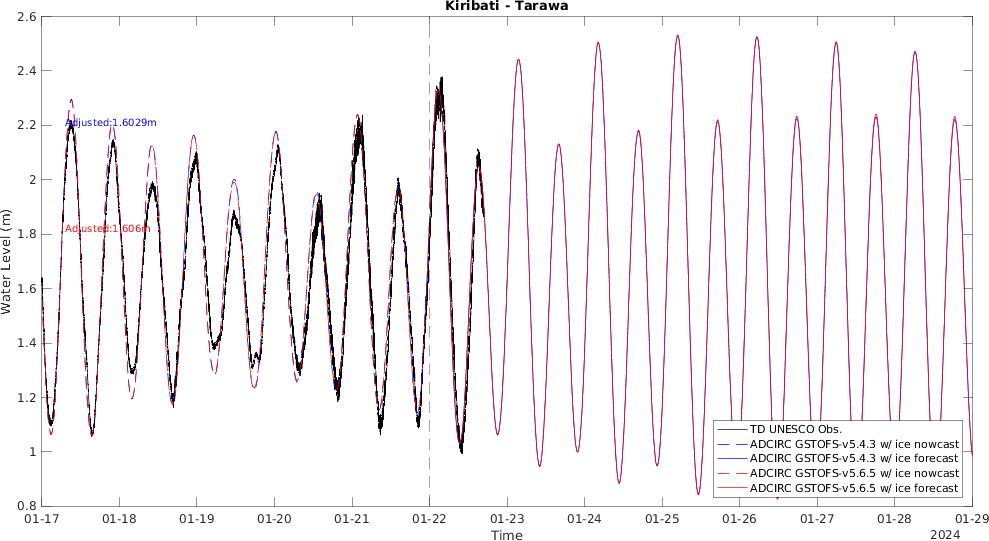 Kiribati - Tarawa
2.6
2.4
2.2
2
1.8
1.6
1.4
1.2
1
0.8
Water Level (m)
Adjusted:1.6029m
Adjusted:1.606m
TD UNESCO Obs.
ADCIRC GSTOFS-v5.4.3 w/ ice nowcast
ADCIRC GSTOFS-v5.4.3 w/ ice forecast
ADCIRC GSTOFS-v5.6.5 w/ ice nowcast
ADCIRC GSTOFS-v5.6.5 w/ ice forecast
01-17 01-18 01-19 01-20 01-21 01-22 01-23 01-24 01-25 01-26 01-27 01-28 01-29
Time
2024